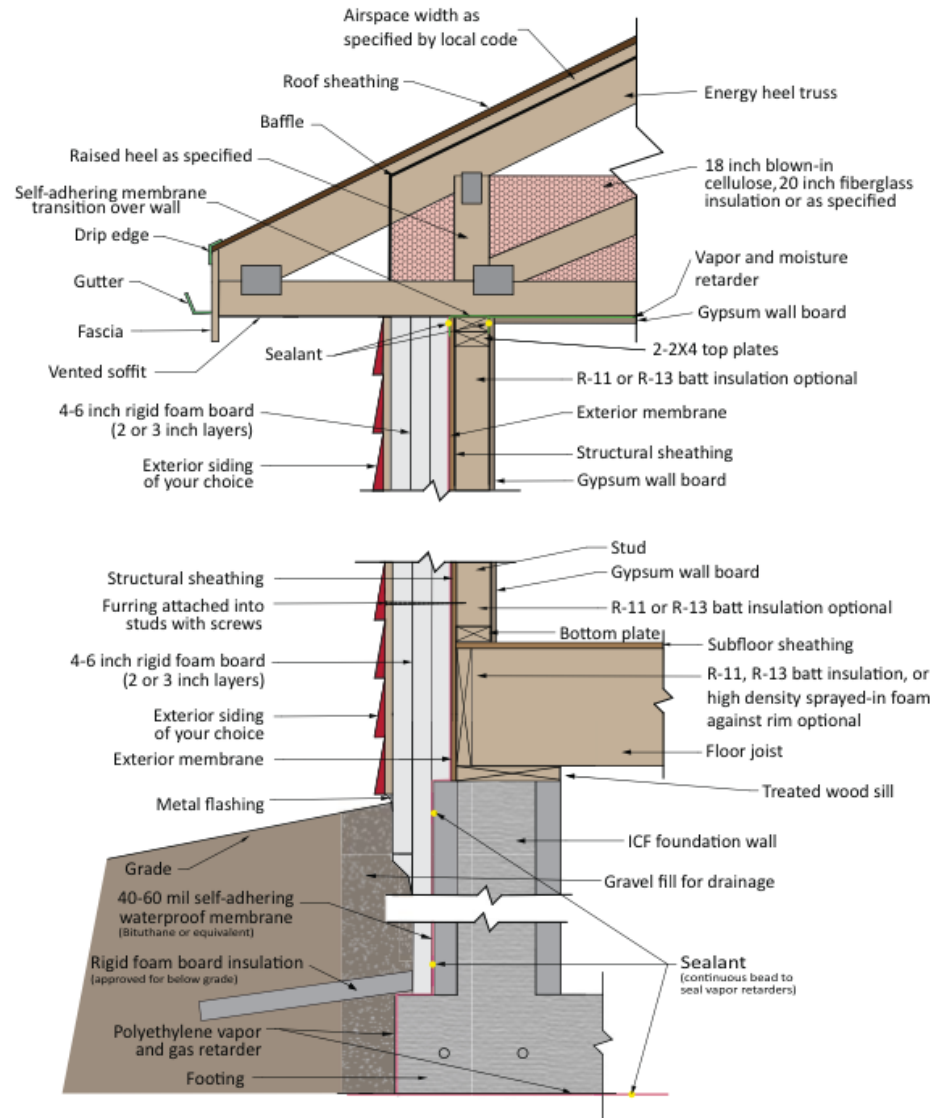 Airspace width as
specified by local code
Roof sheathing
Energy heel truss
Baffle
Raised heel as specified
18 inch blown-in
cellulose, 20 inch fiberglass
insulation or as specified
Self-adhering membrane
transition over wall
Drip edge
Vapor and moisture
retarder
Gutter
Gypsum wall board
Fascia
Sealant
2-2X4 top plates
Vented soffit
R-11 or R-13 batt insulation optional
4-6 inch rigid foam board
(2 or 3 inch layers)
Exterior membrane
Structural sheathing
Exterior siding
of your choice
Gypsum wall board
Stud
Structural sheathing
Gypsum wall board
Furring attached into
studs with screws
R-11 or R-13 batt insulation optional
Bottom plate
Subfloor sheathing
4-6 inch rigid foam board
(2 or 3 inch layers)
R-11, R-13 batt insulation, or
high density sprayed-in foam
against rim optional
Exterior siding
of your choice
Floor joist
Exterior membrane
Treated wood sill
Metal flashing
ICF foundation wall
Grade
Gravel fill for drainage
40-60 mil self-adhering
waterproof membrane
(Bituthane or equivalent)
Rigid foam board insulation
(approved for below grade)
Sealant
(continuous bead to
seal vapor retarders)
Polyethylene vapor
and gas retarder
Footing